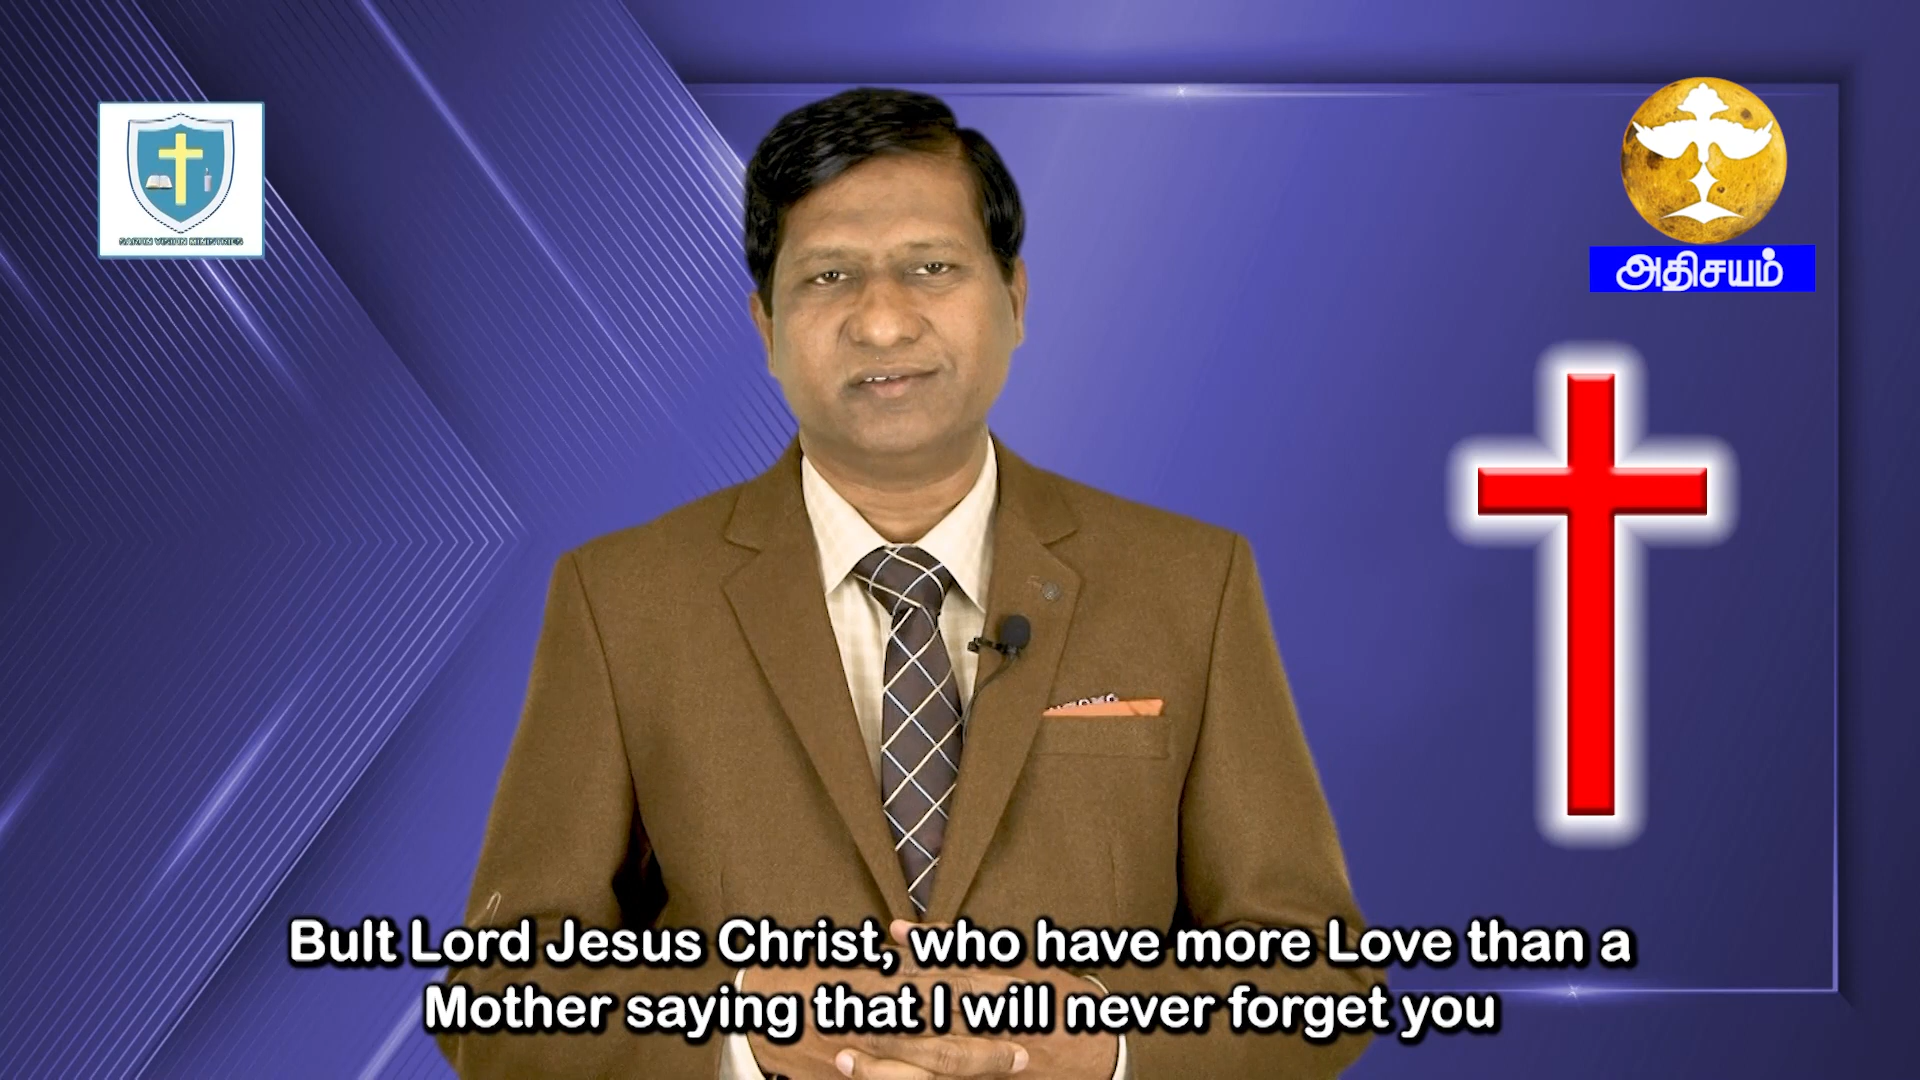 அதிசயம்
Bult Lord Jesus Christ, who have more Love than a
Mother saying that I will never forget you